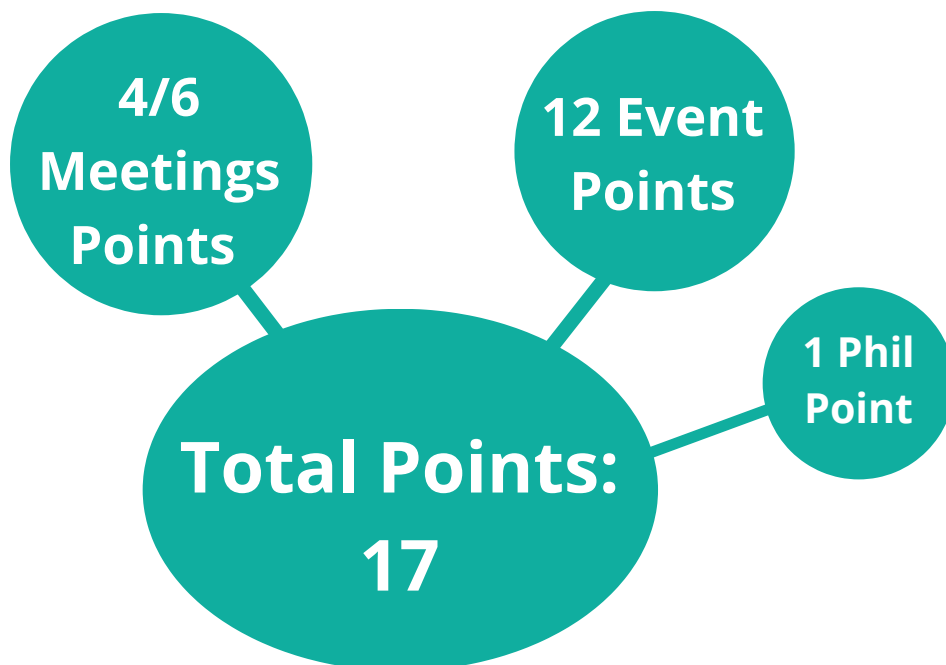 4/6
Meetings
Points
12 Event
Points
1 Phil
Point
Total Points:
17